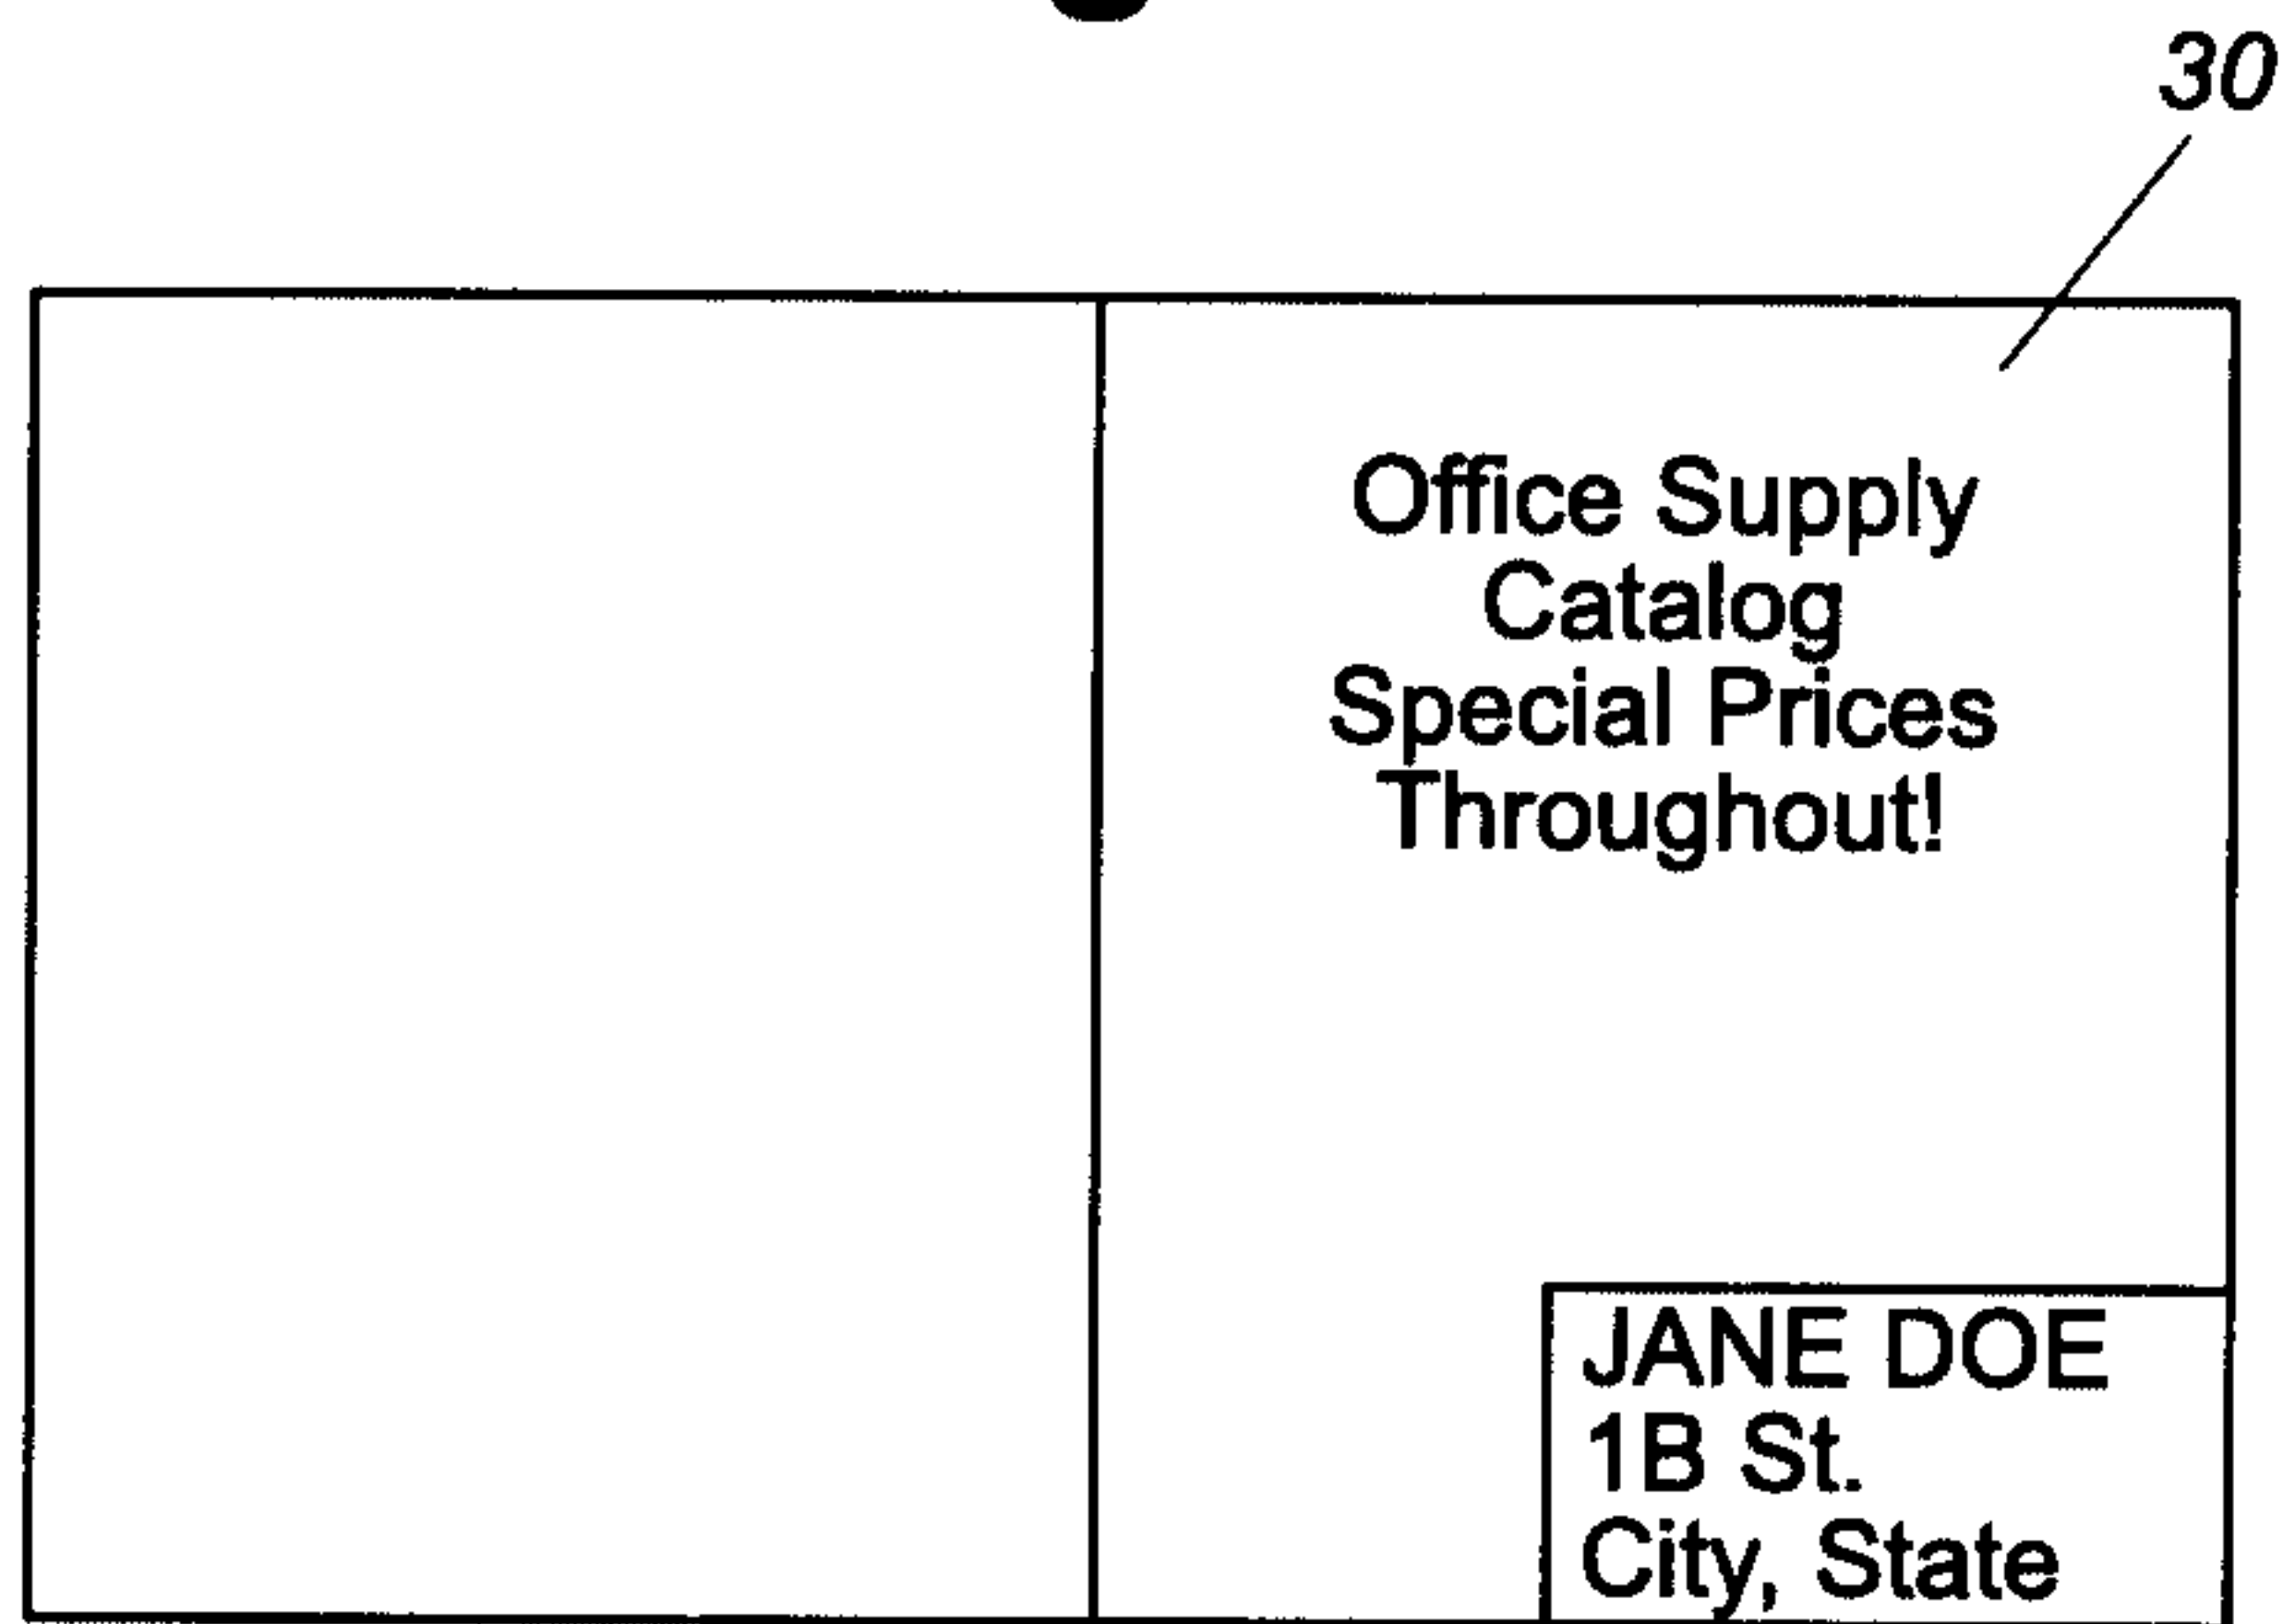 30
Office Supply
Catalog
Special Prices
Throughout!
JANE DOE
1B St.
City, State